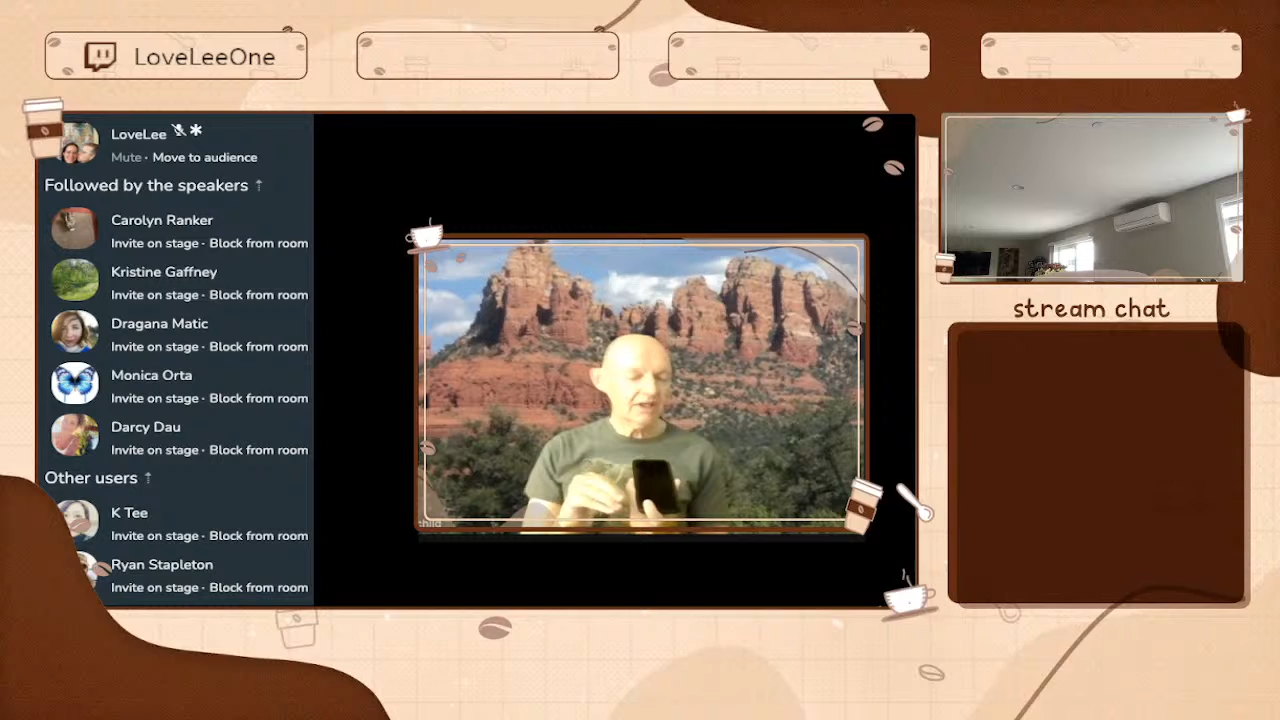 LoveLeeOne
LoveLee
Mute · Move to audience
Followed by the speakers ↑
Carolyn Ranker
Invite on stage · Block from room
Kristine Gaffney
Invite on stage · Block from room
Dragana Matic
Invite on stage · Block from room
Monica Orta
Invite on stage · Block from room
Darcy Dau
Invite on stage · Block from room
Other users ↑
K Tee
Invite on stage · Block from room
Ryan Stapleton
Invite on stage · Block from room
child
stream chat